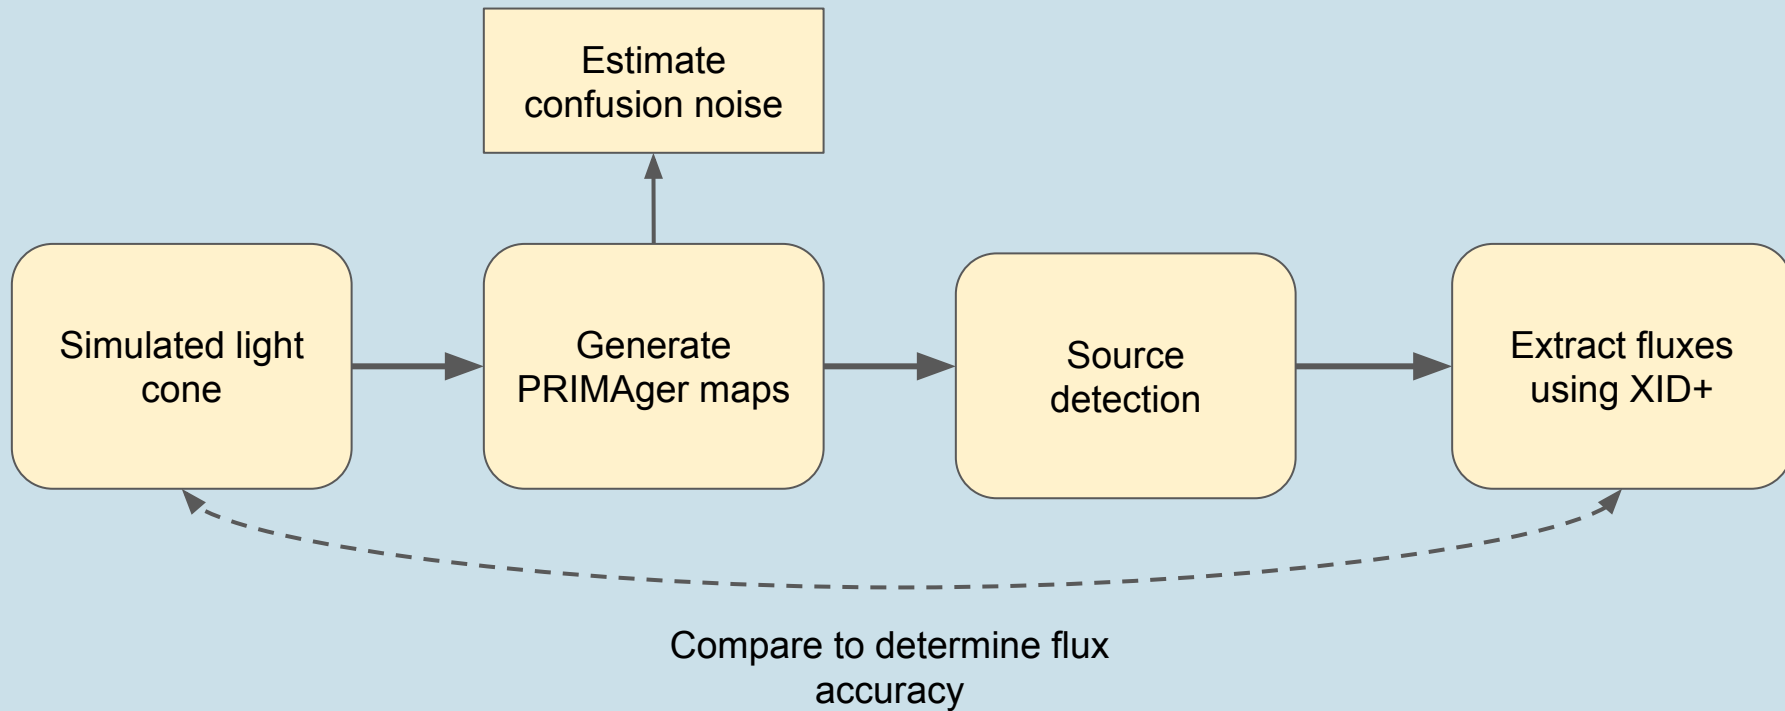 Estimate
confusion noise
Simulated light
cone
Generate
PRIMAger maps
Source
detection
Extract fluxes
using XID+
Compare to determine flux
accuracy